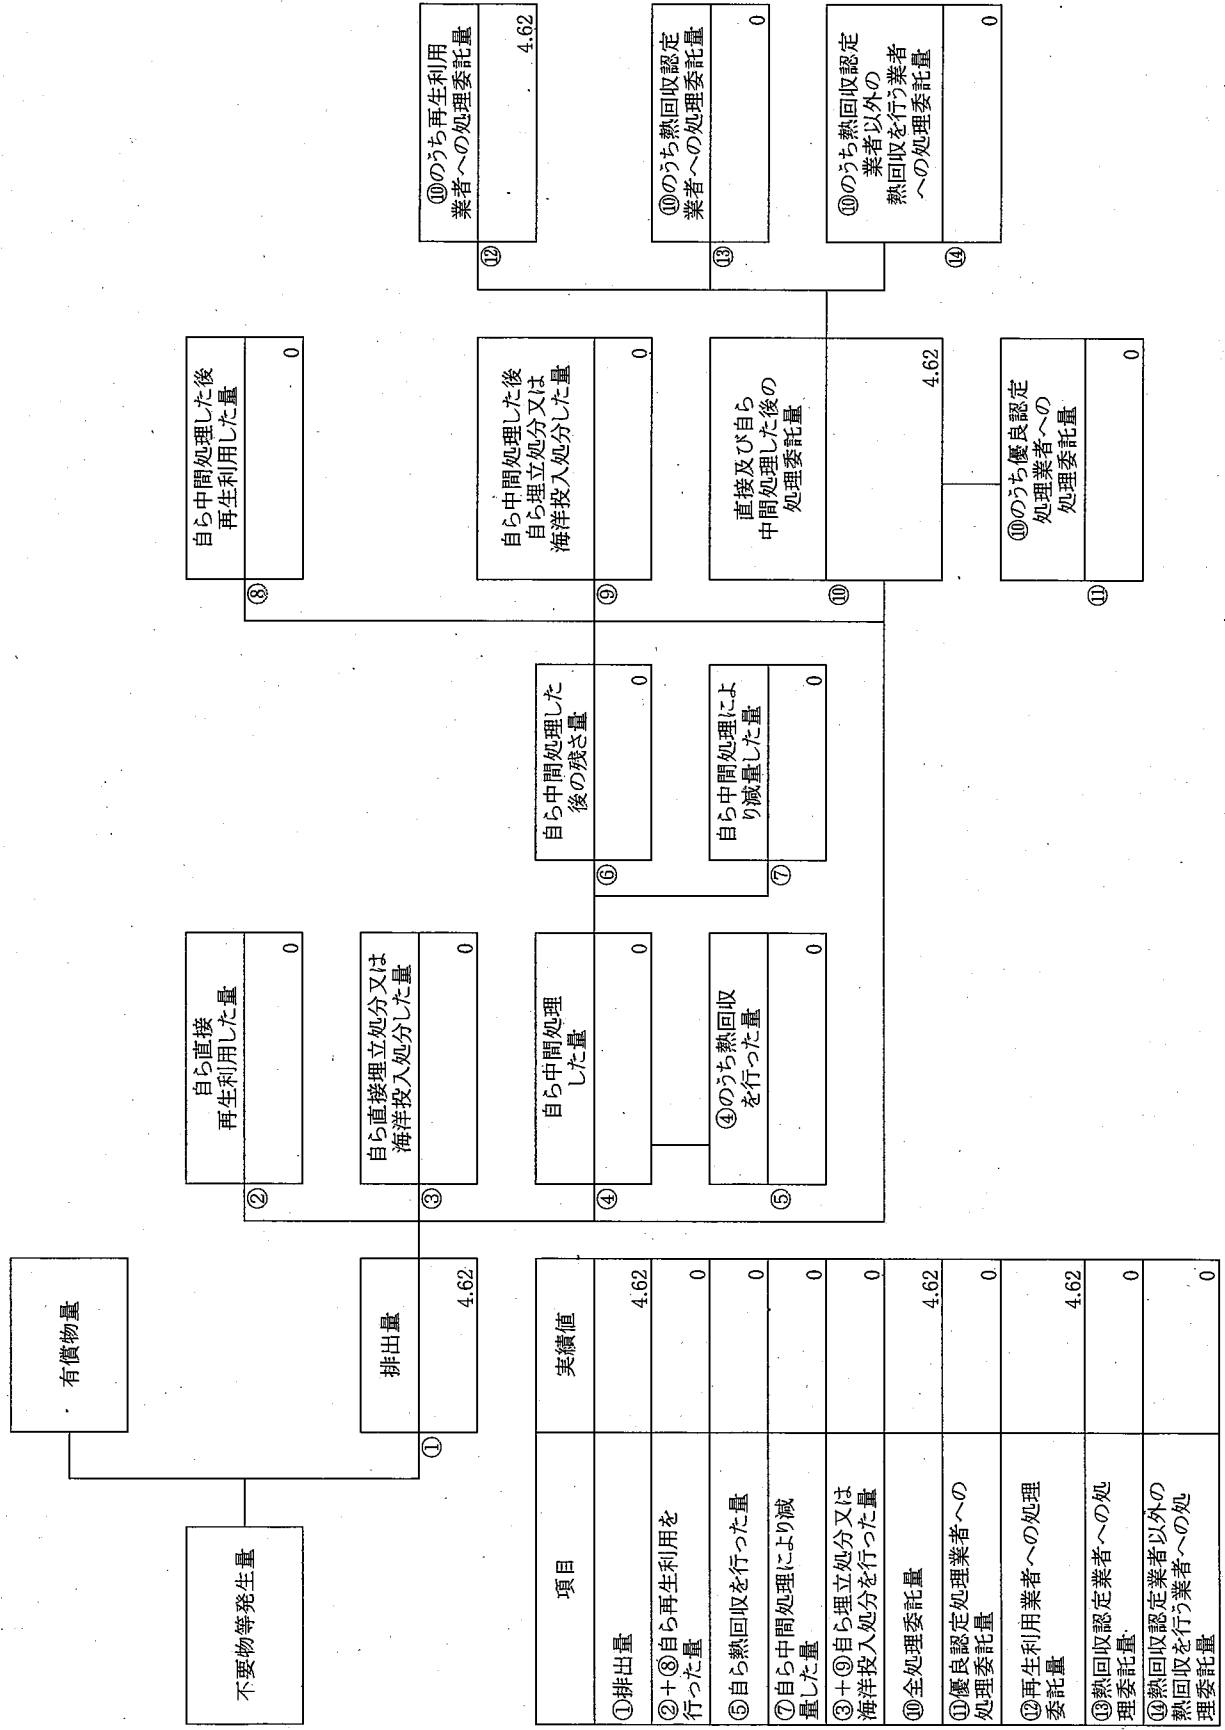 不要物等発生量
有償物量
①
排出量
4.62
②
自ら直接
再生利用した量
0
③
自ら直接埋立処分又は
海洋投入処分した量
0
④
自ら中間処理
した量
0
⑤
④のうち熱回収
を行った量
0
⑥
自ら中間処理した
後の残さ量
0
⑦
自ら中間処理によ
り減量した量
0
⑧
自ら中間処理した後
再生利用した量
0
⑨
自ら中間処理した後
自ら埋立処分又は
海洋投入処分した量
0
⑩
直接及び自ら
中間処理した後の
処理委託量
4.62
⑪
⑩のうち優良認定
処理業者への
処理委託量
0
⑫
⑩のうち再生利用
業者への処理委託量
4.62
⑬
⑩のうち熱回収認定
業者への処理委託量
0
⑭
⑩のうち熱回収認定
業者以外の
熱回収を行う業者
への処理委託量
0
項目 実績値
①排出量 4.62
②+⑧自ら再生利用を
行った量 0
⑤自ら熱回収を行った量 0
⑦自ら中間処理により減
量した量 0
③+⑨自ら埋立処分又は
海洋投入処分を行った量 0
⑩全処理委託量 4.62
⑪優良認定処理業者への
処理委託量 0
⑫再生利用業者への処理
委託量 4.62
⑬熱回収認定業者への処
理委託量 0
⑭熱回収認定業者以外の
熱回収を行う業者への処
理委託量 0